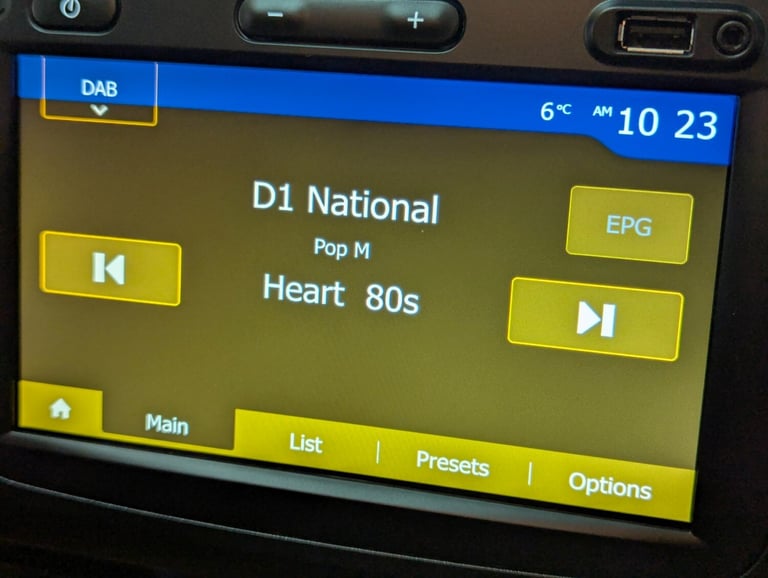 DAB
6°C AM 10 23
D1 National
EPG
Pop M
Heart 80s
Main
List
Presets
Options